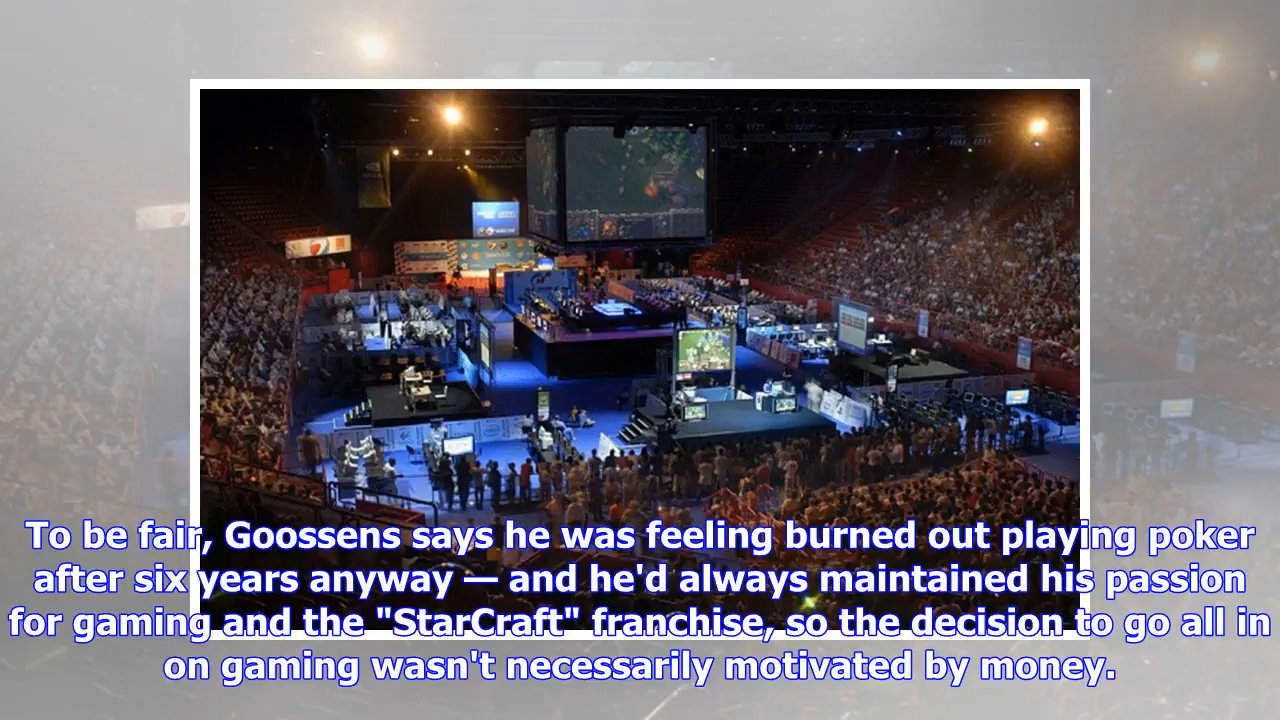 To be fair, Goossens says he was feeling burned out playing poker
after six years anyway — and he'd always maintained his passion
for gaming and the "StarCraft" franchise, so the decision to go all in
on gaming wasn't necessarily motivated by money.